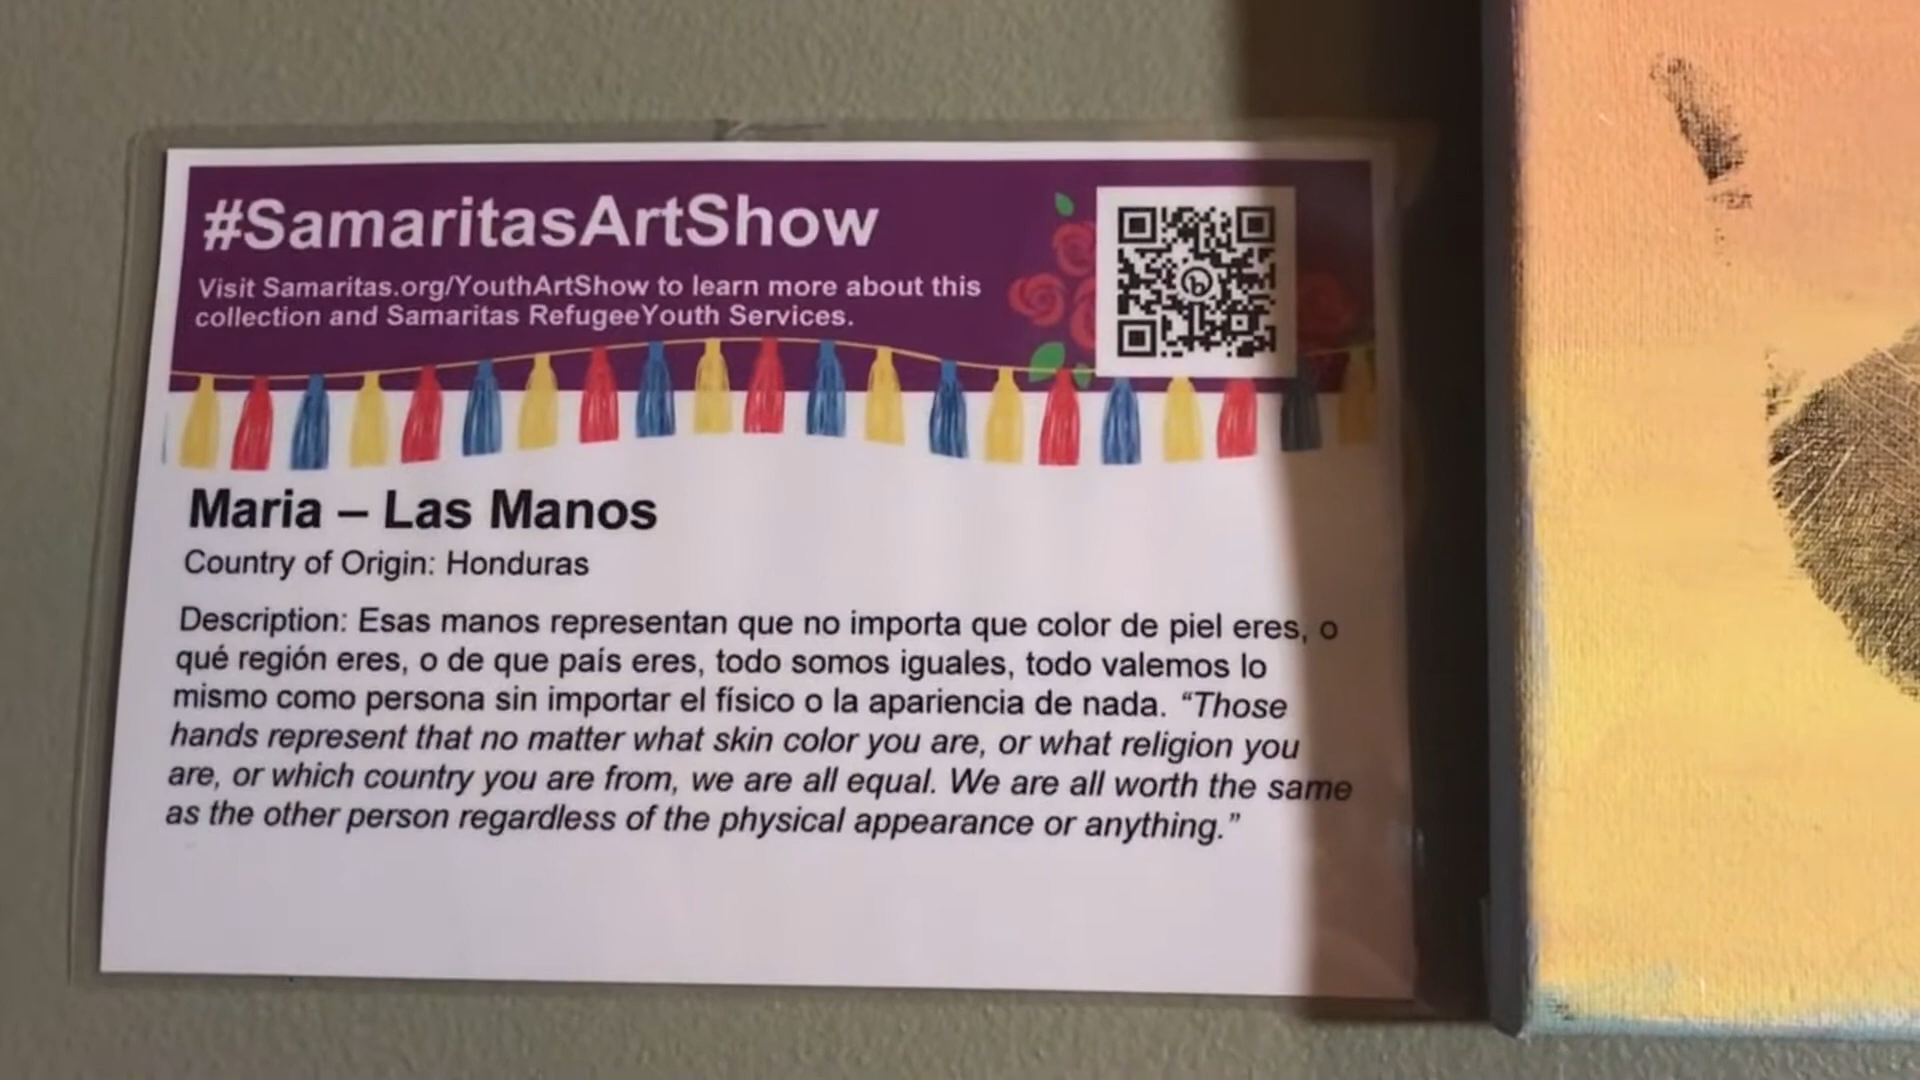 #SamaritasArtShow
Visit Samaritas.org/YouthArtShow to learn more about this
collection and Samaritas RefugeeYouth Services.
Maria – Las Manos
Country of Origin: Honduras
Description: Esas manos representan que no importa que color de piel eres, o
qué región eres, o de que país eres, todo somos iguales, todo valemos lo
mismo como persona sin importar el físico o la apariencia de nada. “Those
hands represent that no matter what skin color you are, or what religion you
are, or which country you are from, we are all equal. We are all worth the same
as the other person regardless of the physical appearance or anything.”